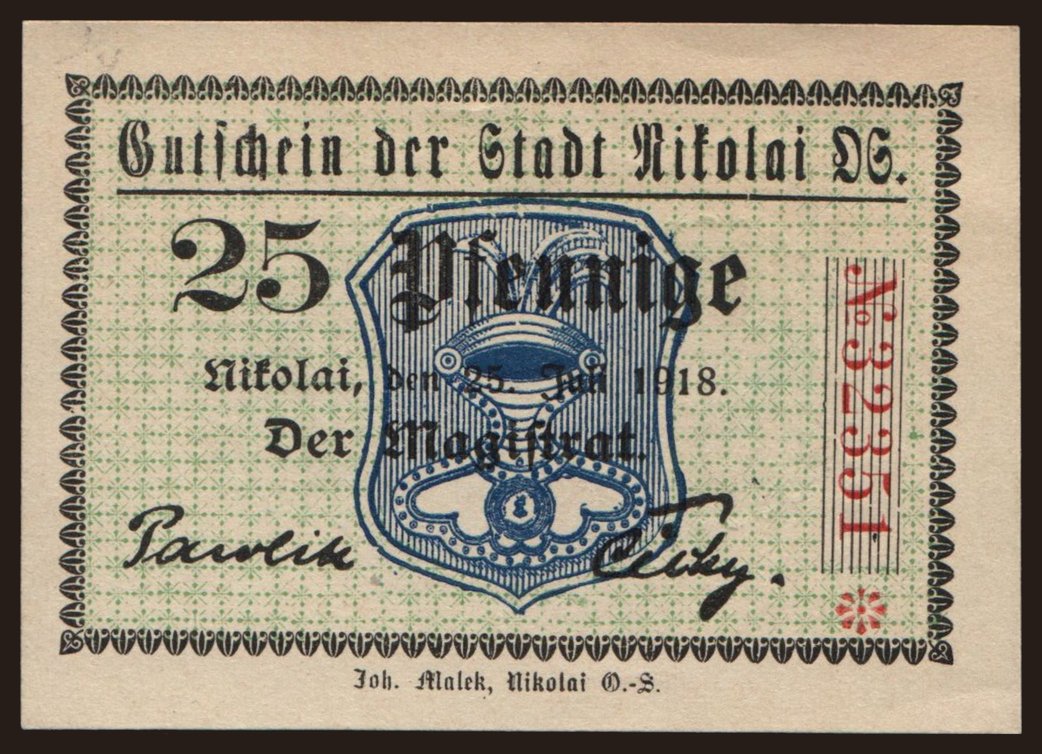 Gutschein der Stadt Nikolai OS.
25 Pfennige
Nikolai, den 25. Juli 1918.
Der Magistrat.
Pawlik
№ 32351
Joh. Malek, Nikolai O.-S.